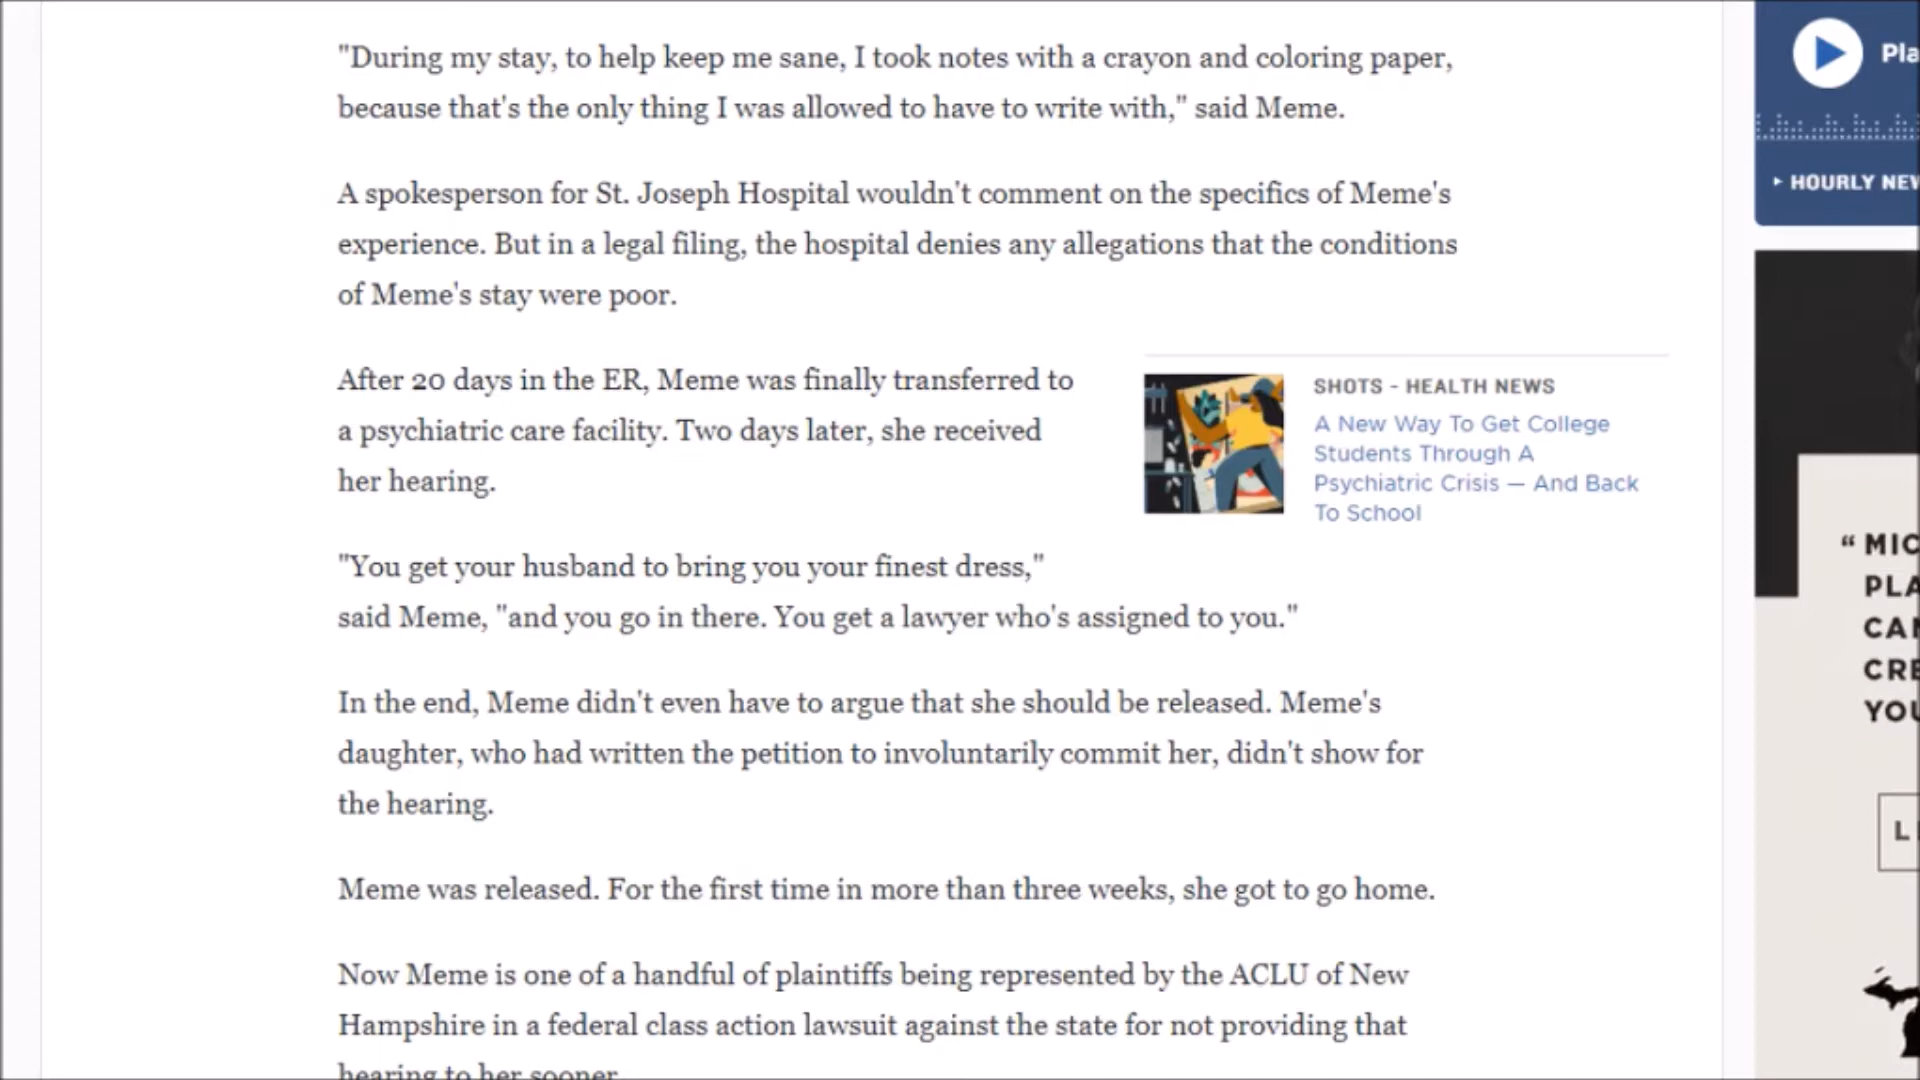 "During my stay, to help keep me sane, I took notes with a crayon and coloring paper,
because that's the only thing I was allowed to have to write with," said Meme.
A spokesperson for St. Joseph Hospital wouldn't comment on the specifics of Meme's
experience. But in a legal filing, the hospital denies any allegations that the conditions
of Meme's stay were poor.
After 20 days in the ER, Meme was finally transferred to
a psychiatric care facility. Two days later, she received
her hearing.
SHOTS - HEALTH NEWS
A New Way To Get College
Students Through A
Psychiatric Crisis — And Back
To School
"You get your husband to bring you your finest dress,"
said Meme, "and you go in there. You get a lawyer who's assigned to you."
In the end, Meme didn't even have to argue that she should be released. Meme's
daughter, who had written the petition to involuntarily commit her, didn't show for
the hearing.
Meme was released. For the first time in more than three weeks, she got to go home.
Now Meme is one of a handful of plaintiffs being represented by the ACLU of New
Hampshire in a federal class action lawsuit against the state for not providing that
hearing to her sooner.
Pla
HOURLY NEW
“ MIC
PLA
CAN
CRE
YOU
L